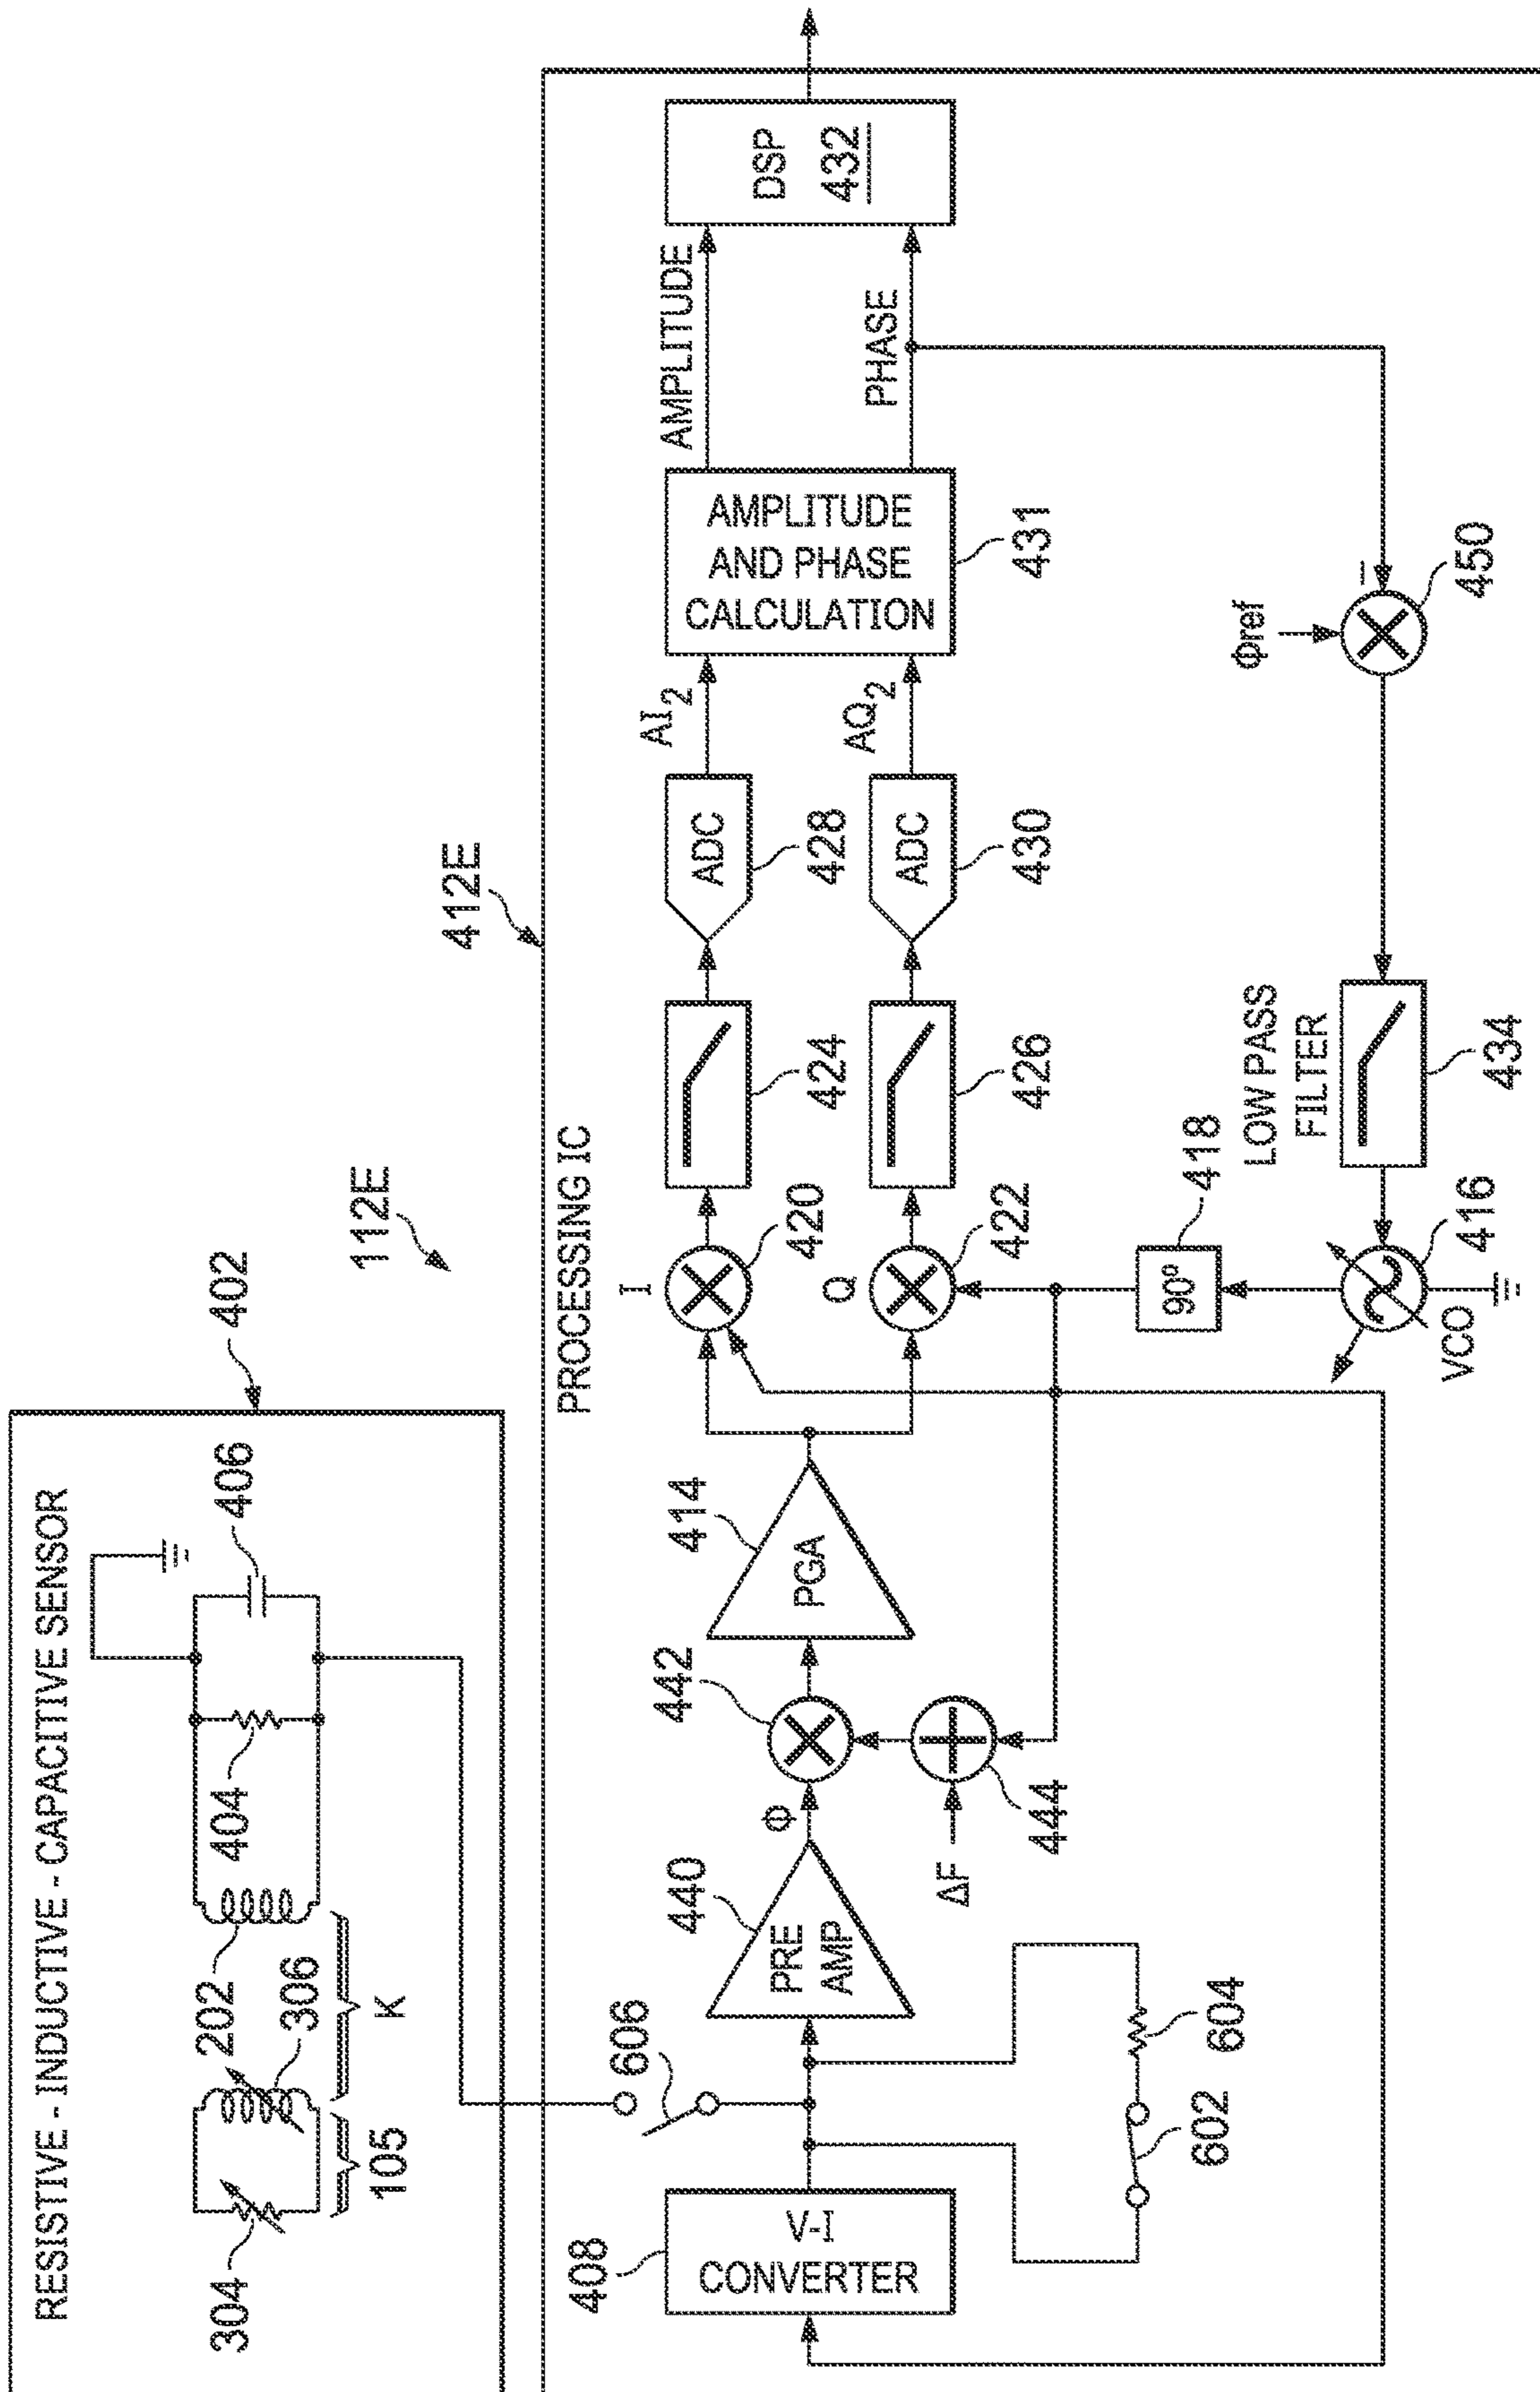 RESISTIVE - INDUCTIVE - CAPACITIVE SENSOR
402
304
105
202
306
K
404
406
112E
412E
PROCESSING IC
408
V-I
CONVERTER
606
602
604
440
PRE
AMP
Φ
442
ΔF
444
414
PGA
I
420
Q
422
424
426
ADC
428
ADC
430
AI2
AQ2
AMPLITUDE
AND PHASE
CALCULATION
431
AMPLITUDE
PHASE
DSP
432
90º
418
VCO
416
LOW PASS
FILTER
434
Φref
–
450